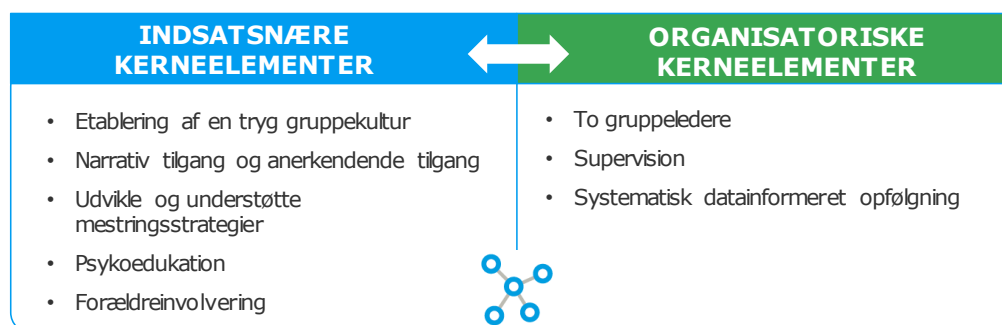 INDSATSNÆRE
KERNEELEMENTER
• Etablering af en tryg gruppekultur
• Narrativ tilgang og anerkendende tilgang
• Udvikle og understøtte
mestringsstrategier
• Psykoedukation
• Forældreinvolvering
ORGANISATORISKE
KERNEELEMENTER
• To gruppeledere
• Supervision
• Systematisk datainformeret opfølgning